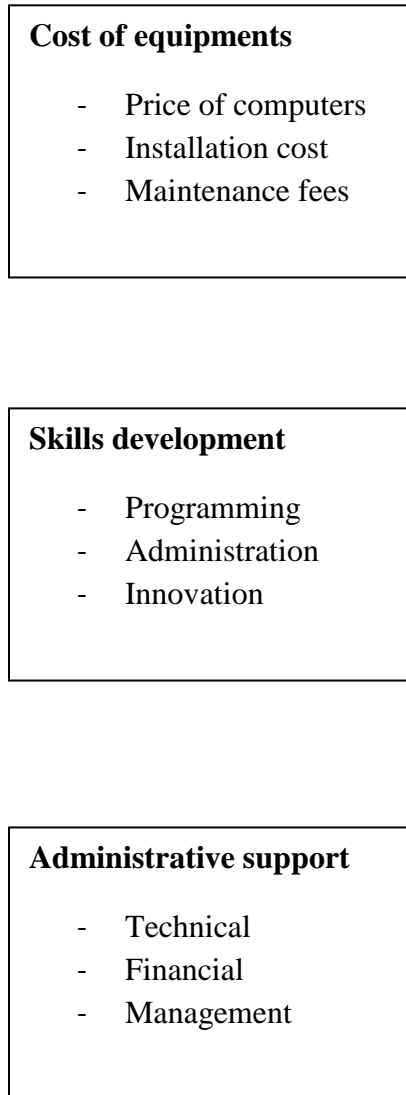 Cost of equipments
- Price of computers
- Installation cost
- Maintenance fees
Skills development
- Programming
- Administration
- Innovation
Administrative support
- Technical
- Financial
- Management